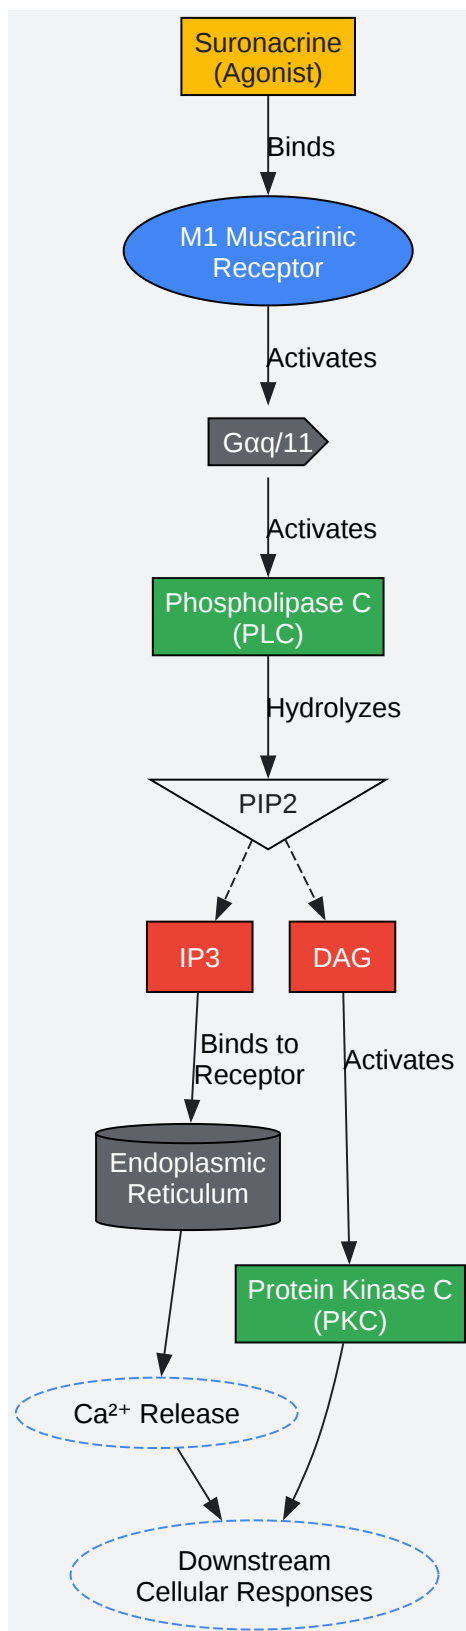 Suronacrine
(Agonist)
Binds
M1 Muscarinic
Receptor
Activates
Gαq/11
Activates
Phospholipase C
(PLC)
Hydrolyzes
PIP2
IP3
DAG
Binds to
Receptor
Activates
Endoplasmic
Reticulum
Protein Kinase C
(PKC)
Ca²⁺ Release
Downstream
Cellular Responses